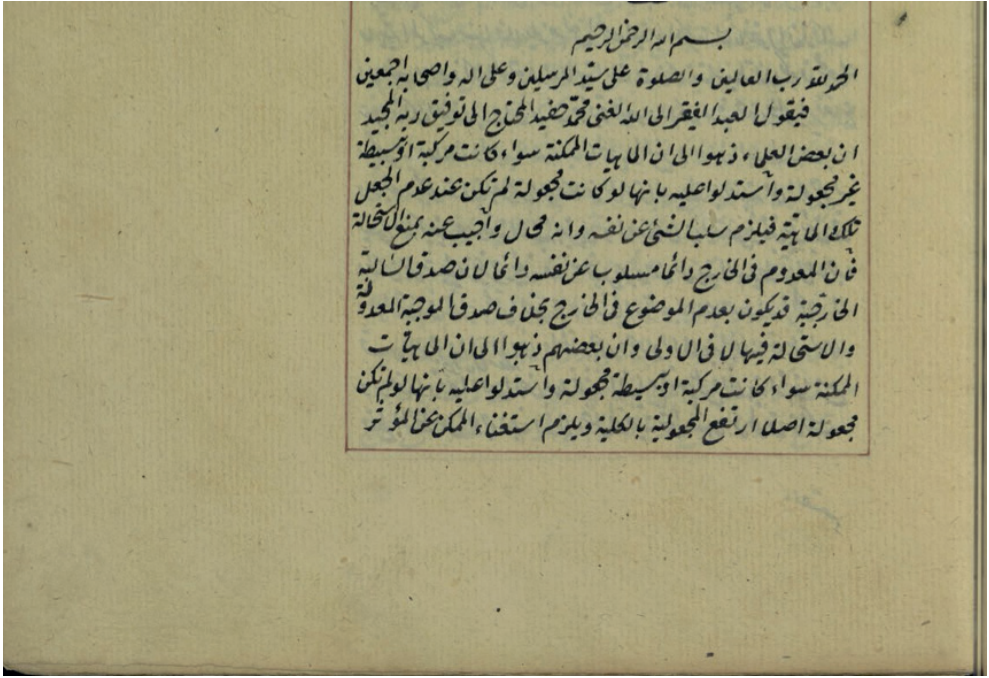 بسم الله الرحمن الرحيم
الحمد لله رب العالمين والصلوة على سيد المرسلين وعلى اله واصحابه اجمعين
فيقول العبد الفقير الى الله الغنى محمد حفيد المحتاج الى توفيق ربه المجيد
ان بعض العلماء ذهبوا الى ان الماهيات الممكنة سواء كانت مركبة او بسيطة
غير مجعولة واستدلوا عليه بانها لو كانت مجعولة لم تكن عند عدم الجعل
تلك الماهية فيلزم سلب الشئ عن نفسه وانه محال واجيب عنه بمنع الاستحالة
فان المعدوم فى الخارج دائما مسلوب عن نفسه دائما لان صدق السالبة
الخارجية قد يكون بعدم الموضوع فى الخارج بخلاف صدق الموجبة المعدولة
والاستحالة فيها لا فى الاولى وان بعضهم ذهبوا الى ان الماهيات
الممكنة سواء كانت مركبة او بسيطة مجعولة واستدلوا عليه بانها لو لم تكن
مجعولة اصلا ارتفع المجعولية بالكلية ويلزم استغناء الممكن عن المؤثر